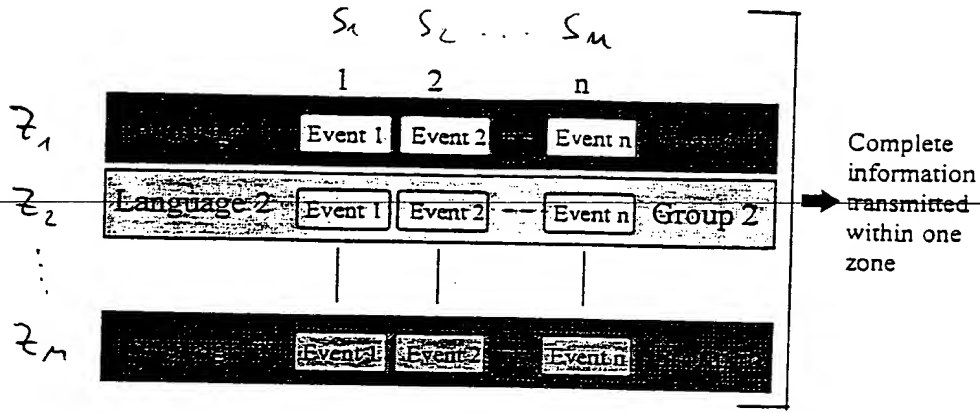 S1 S2 ... Sn
1 2 n
Z1 Event 1 Event 2 Event n
Z2 Language 2 Event 1 Event 2 Event n Group 2
Zn Event 1 Event 2 Event n
Complete
information
transmitted
within one
zone